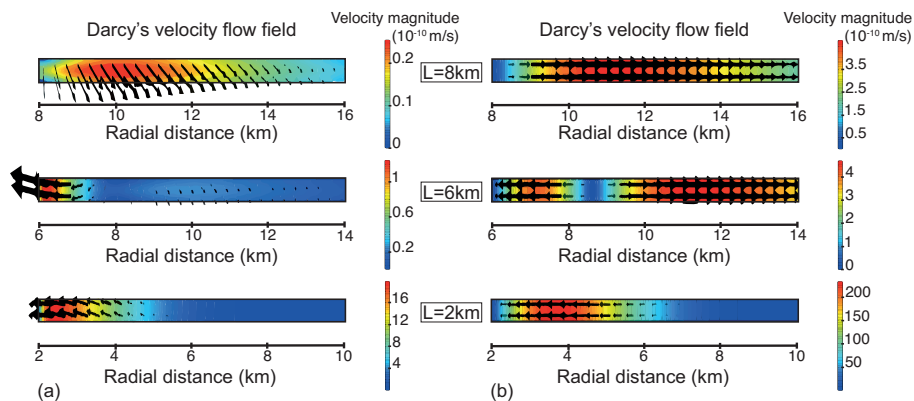 Darcy's velocity flow field
Velocity magnitude
(10⁻¹⁰ m/s)
0.2
0.1
0
8 10 12 14 16
Radial distance (km)
1
0.6
0.2
6 8 10 12 14
Radial distance (km)
16
12
8
4
2 4 6 8 10
Radial distance (km)
(a)
L=8km
L=6km
L=2km
Darcy's velocity flow field
Velocity magnitude
(10⁻¹⁰ m/s)
3.5
2.5
1.5
0.5
8 10 12 14 16
Radial distance (km)
4
3
2
1
0
6 8 10 12 14
Radial distance (km)
200
150
100
50
2 4 6 8 10
Radial distance (km)
(b)